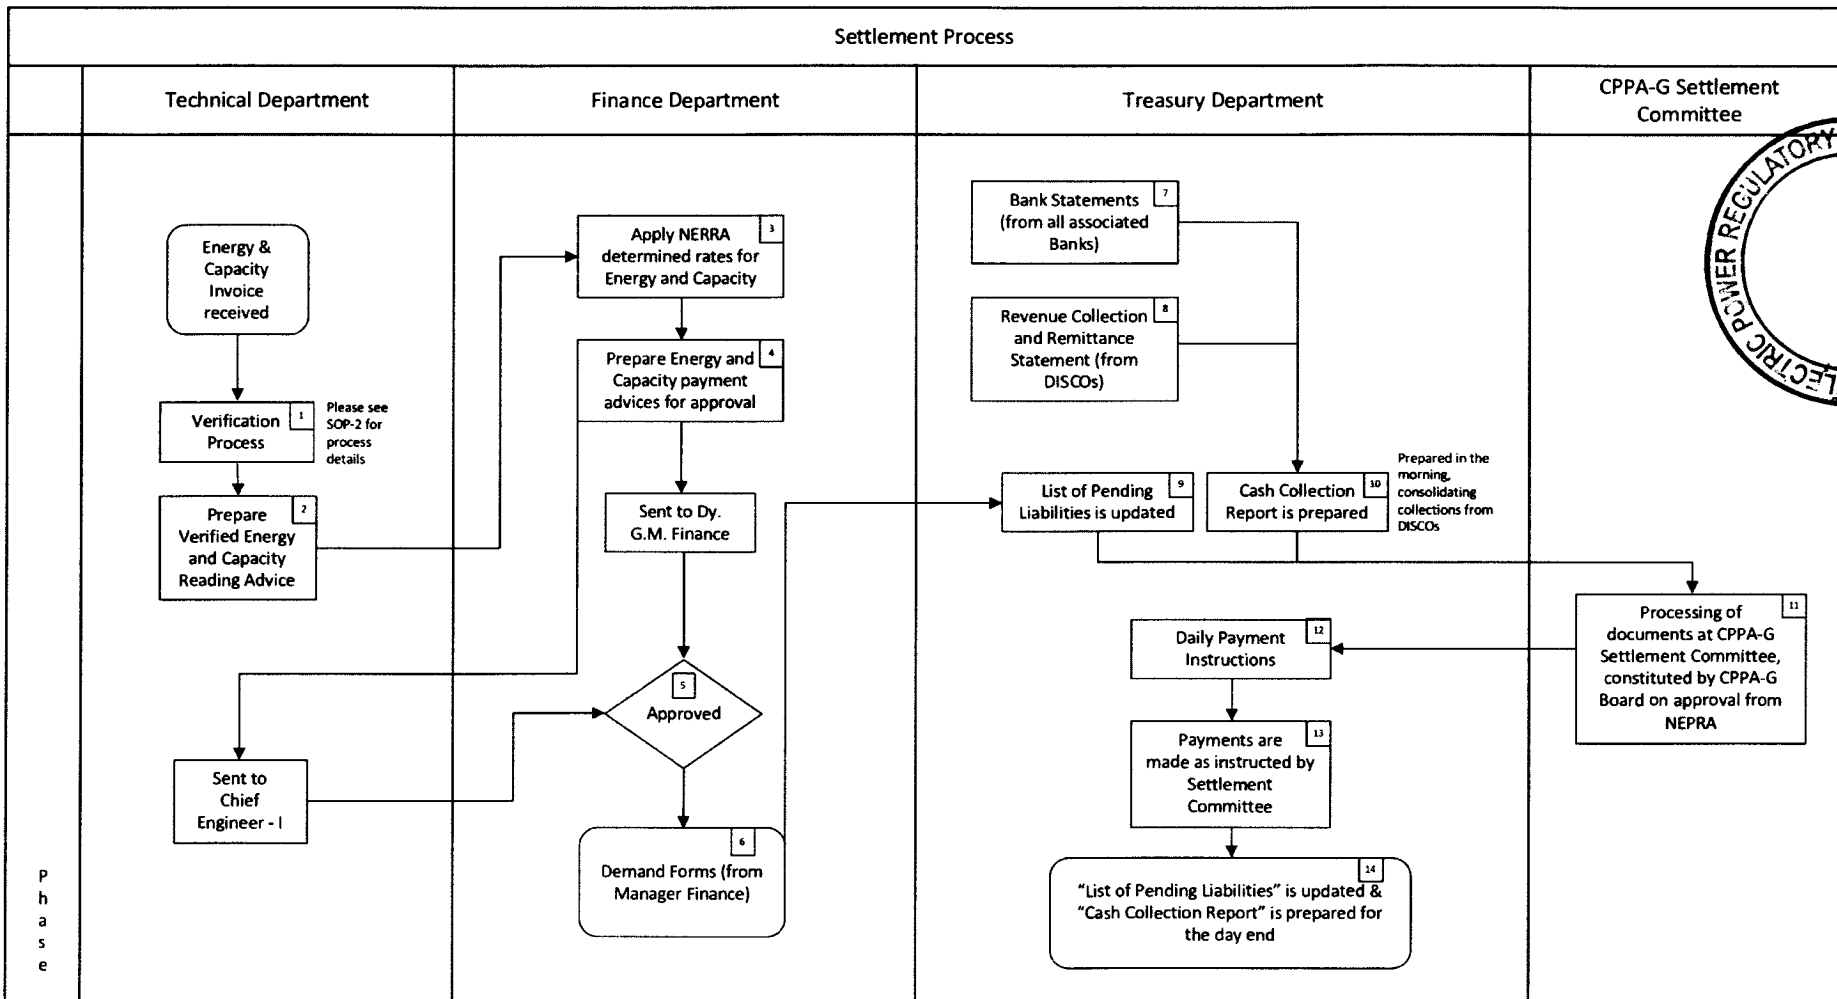 Settlement Process
Technical Department
Finance Department
Treasury Department
CPPA-G Settlement
Committee
Energy &
Capacity
Invoice
received
1
Verification
Process
Please see
SOP-2 for
process
details
2
Prepare
Verified Energy
and Capacity
Reading Advice
Sent to
Chief
Engineer - I
3
Apply NERRA
determined rates for
Energy and Capacity
4
Prepare Energy and
Capacity payment
advices for approval
Sent to Dy.
G.M. Finance
5
Approved
6
Demand Forms (from
Manager Finance)
7
Bank Statements
(from all associated
Banks)
8
Revenue Collection
and Remittance
Statement (from
DISCOs)
9
List of Pending
Liabilities is updated
10
Cash Collection
Report is prepared
Prepared in the
morning,
consolidating
collections from
DISCOs
11
Processing of
documents at CPPA-G
Settlement Committee,
constituted by CPPA-G
Board on approval from
NEPRA
12
Daily Payment
Instructions
13
Payments are
made as instructed by
Settlement
Committee
14
"List of Pending Liabilities" is updated &
"Cash Collection Report" is prepared for
the day end
Phase
POWER REGULATORY